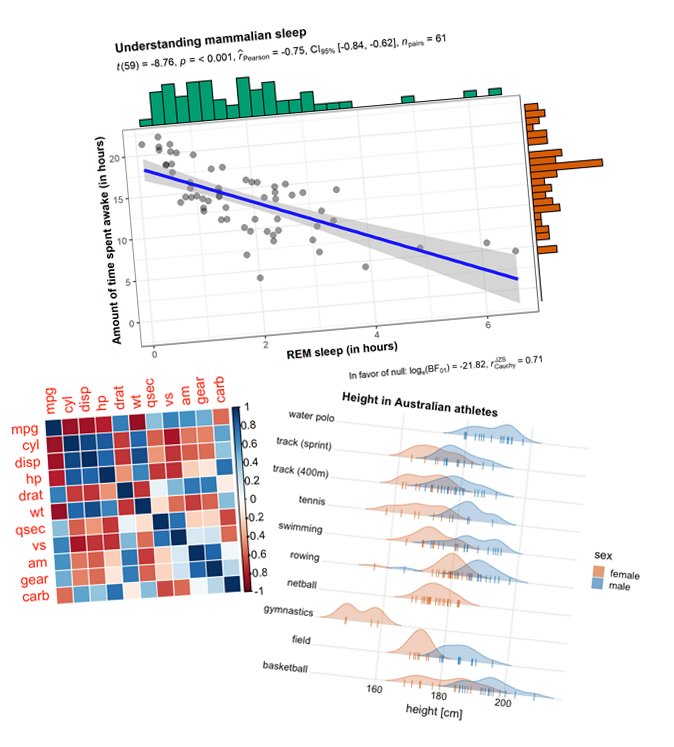 Understanding mammalian sleep
t(59) = -8.76, p = < 0.001, r̂Pearson = -0.75, CI95% [-0.84, -0.62], npairs = 61
Amount of time spent awake (in hours)
20
15
10
5
0
0 2 4 6
REM sleep (in hours)
In favor of null: loge(BF01) = -21.82, rJZSCauchy = 0.71
mpg cyl disp hp drat wt qsec vs am gear carb
mpg
cyl
disp
hp
drat
wt
qsec
vs
am
gear
carb
1
0.8
0.6
0.4
0.2
0
-0.2
-0.4
-0.6
-0.8
-1
Height in Australian athletes
water polo
track (sprint)
track (400m)
tennis
swimming
rowing
netball
gymnastics
field
basketball
160 180 200
height [cm]
sex
female
male